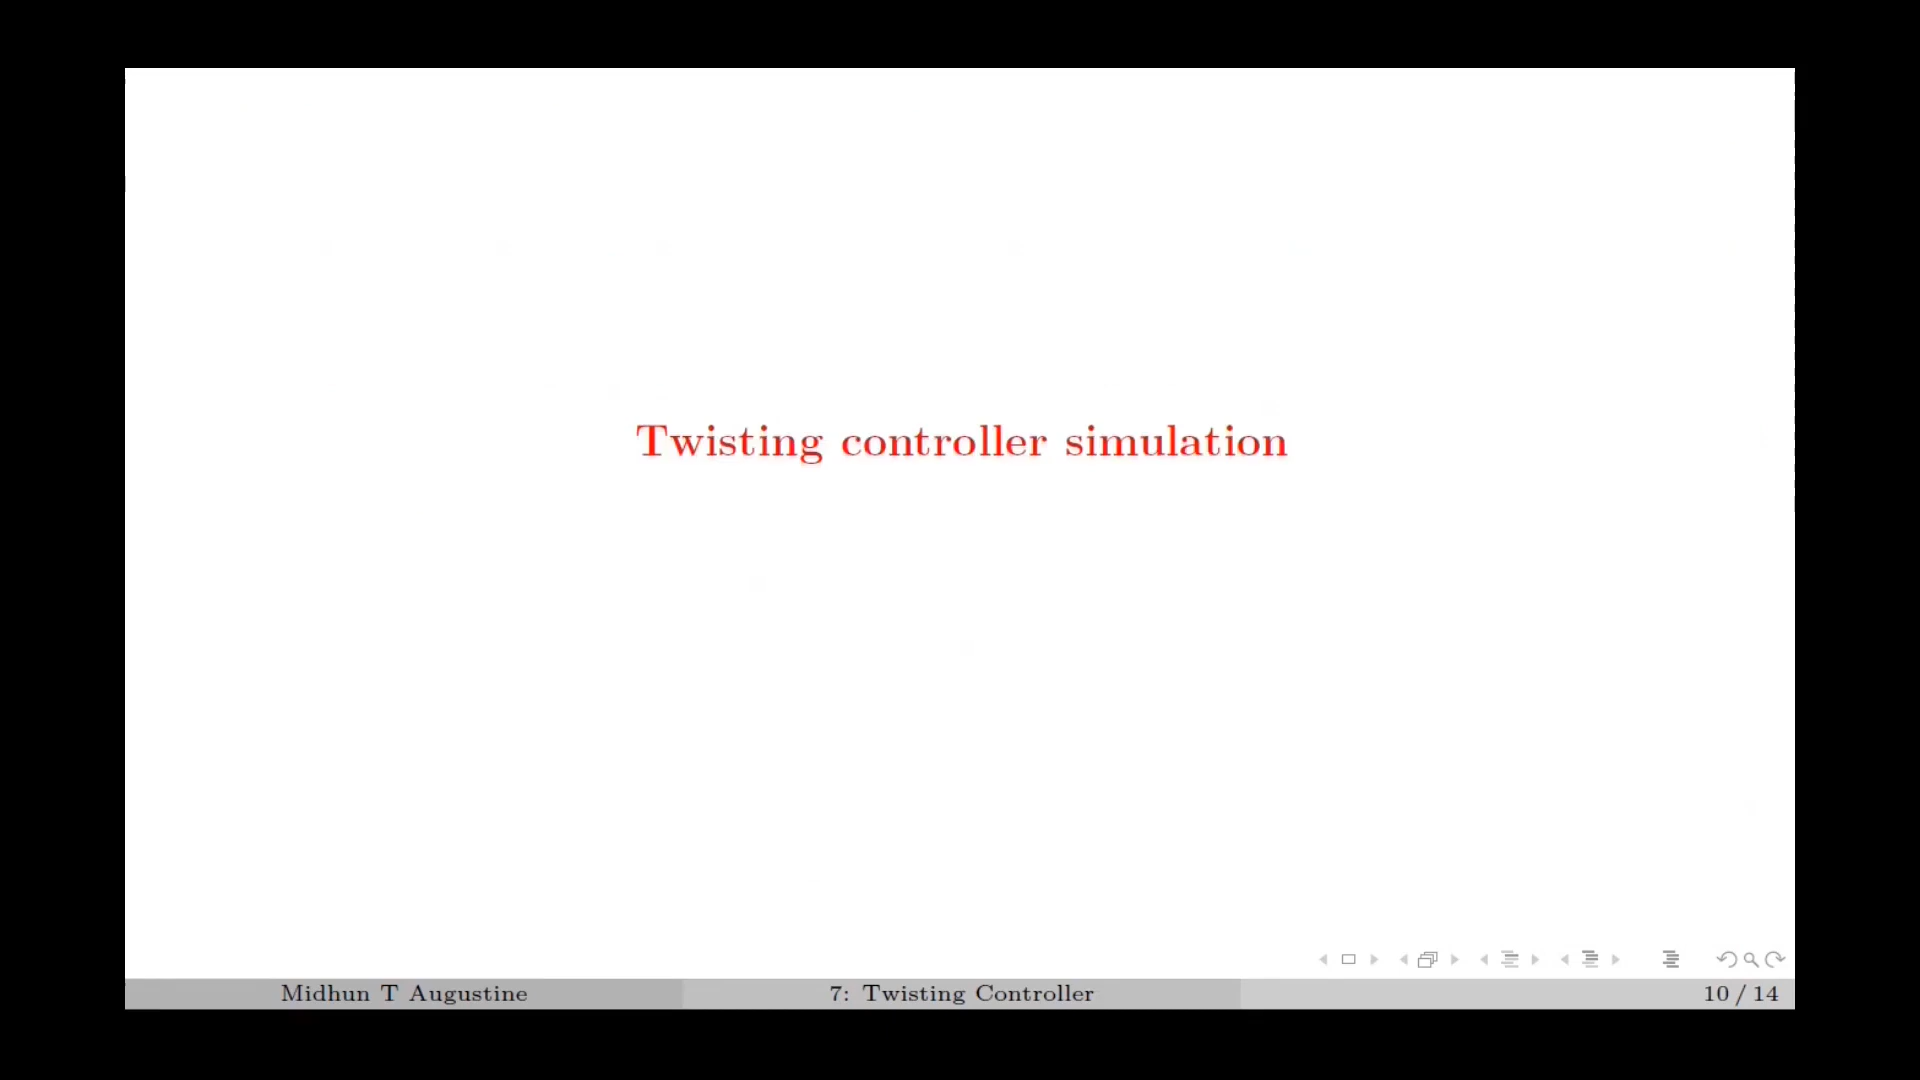 Twisting controller simulation
Midhun T Augustine
7: Twisting Controller
10 / 14